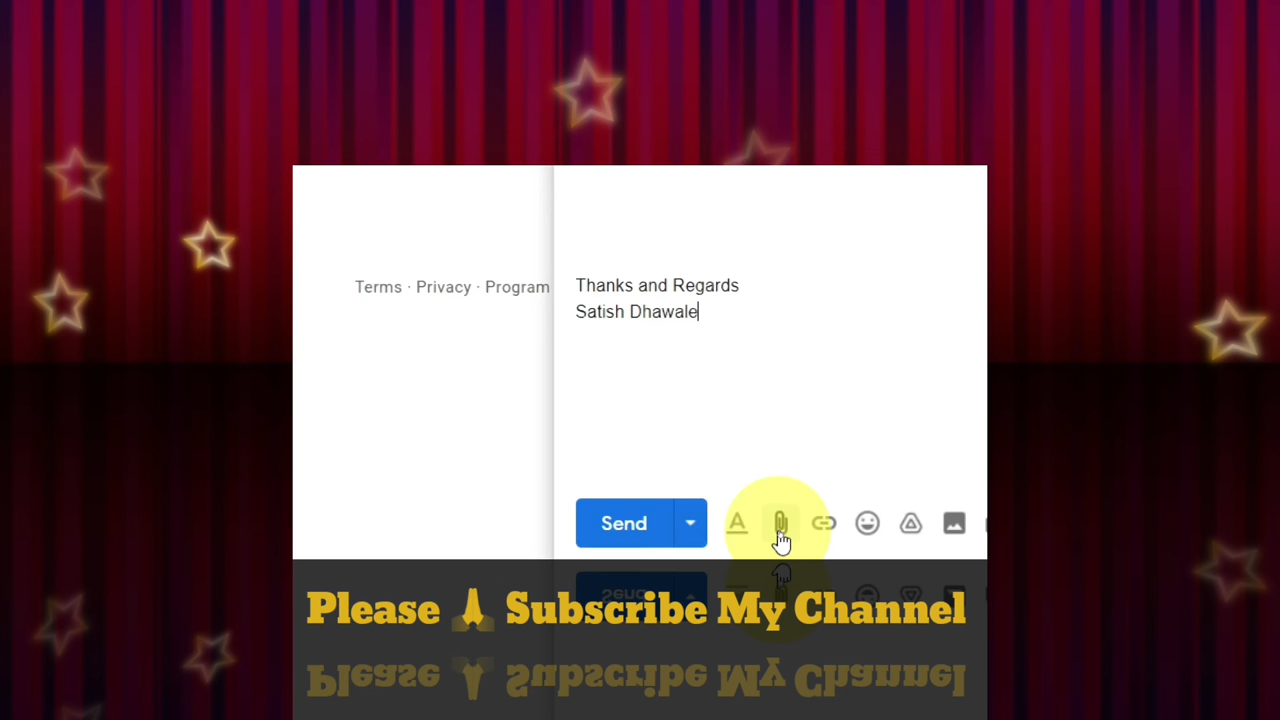 Terms · Privacy · Program
Thanks and Regards
Satish Dhawale
Send
Please 🙏 Subscribe My Channel